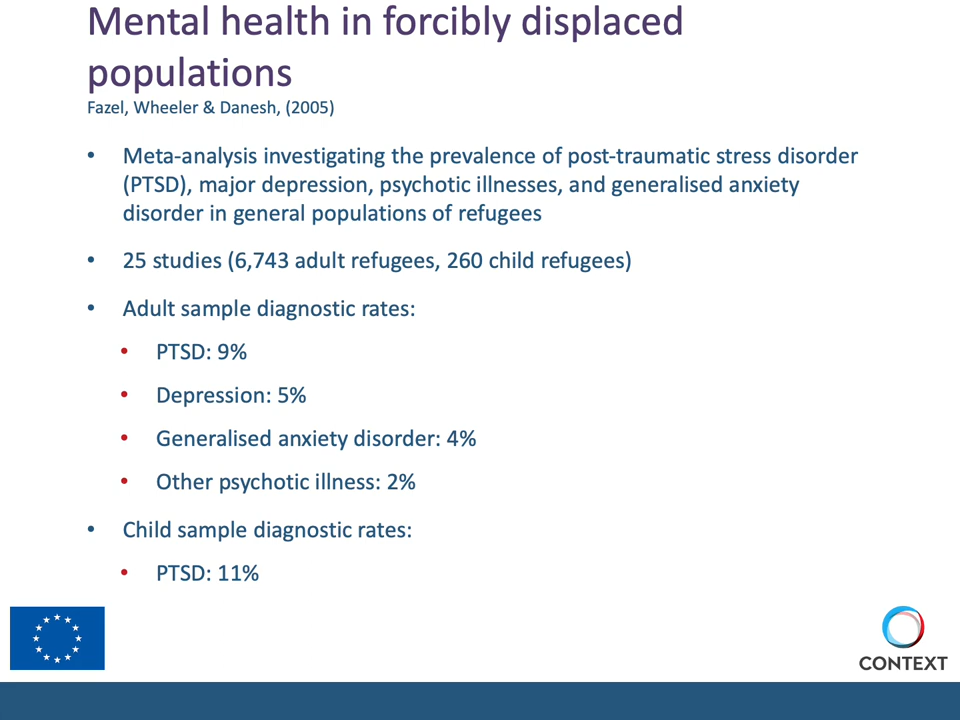 Mental health in forcibly displaced
populations
Fazel, Wheeler & Danesh, (2005)
• Meta-analysis investigating the prevalence of post-traumatic stress disorder
(PTSD), major depression, psychotic illnesses, and generalised anxiety
disorder in general populations of refugees
• 25 studies (6,743 adult refugees, 260 child refugees)
• Adult sample diagnostic rates:
• PTSD: 9%
• Depression: 5%
• Generalised anxiety disorder: 4%
• Other psychotic illness: 2%
• Child sample diagnostic rates:
• PTSD: 11%
CONTEXT